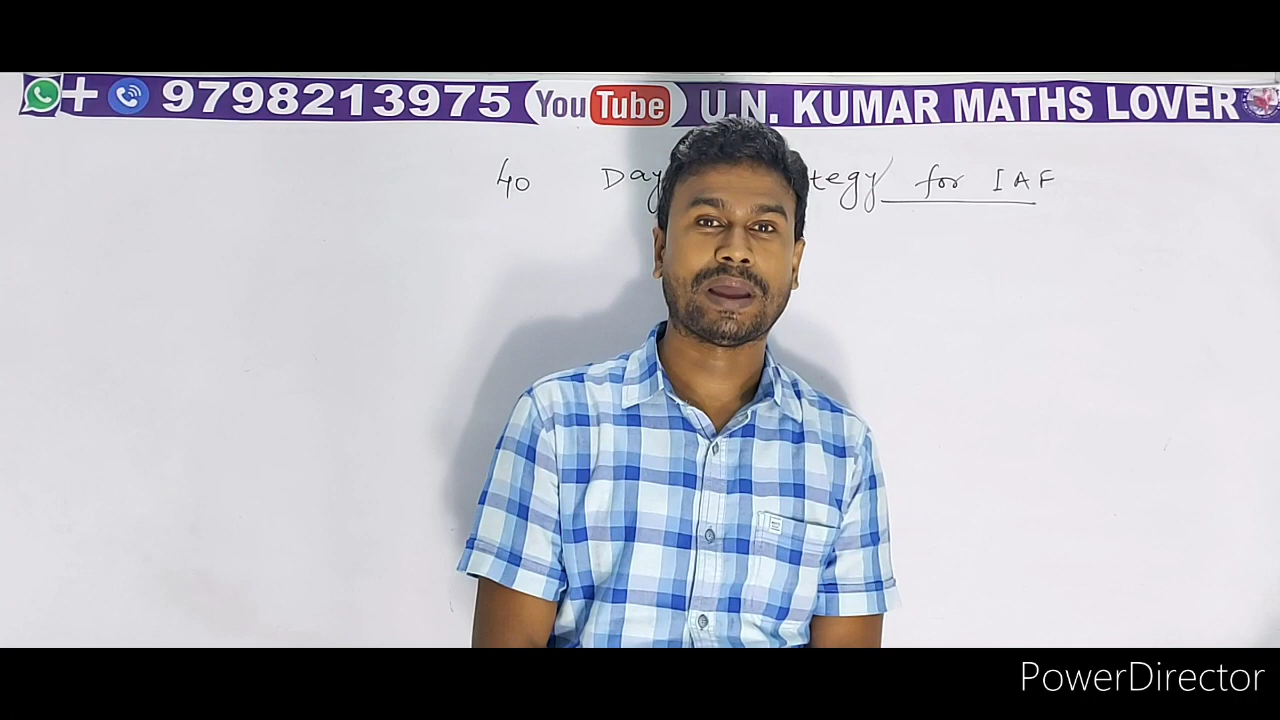 + 9798213975 YouTube U.N. KUMAR MATHS LOVER
40 Day tegy for IAF
PowerDirector